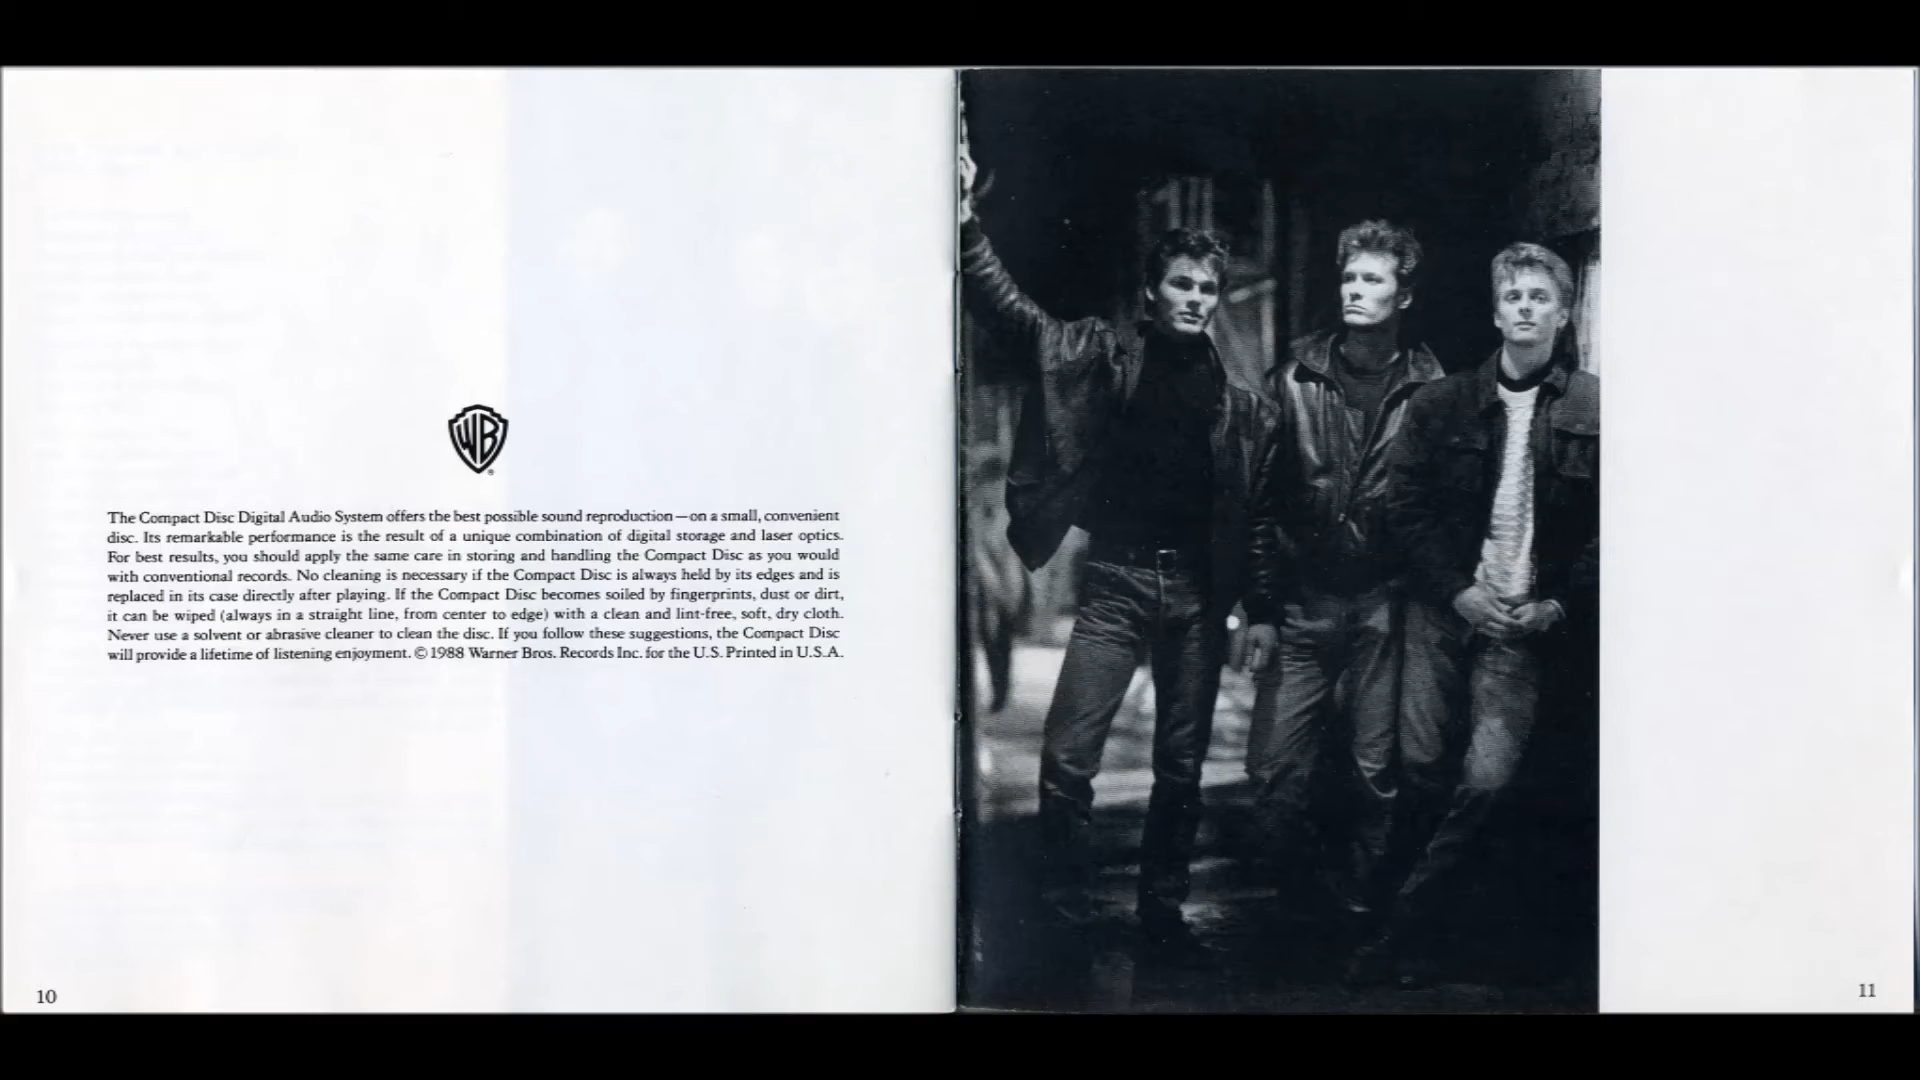 WB
®
The Compact Disc Digital Audio System offers the best possible sound reproduction—on a small, convenient
disc. Its remarkable performance is the result of a unique combination of digital storage and laser optics.
For best results, you should apply the same care in storing and handling the Compact Disc as you would
with conventional records. No cleaning is necessary if the Compact Disc is always held by its edges and is
replaced in its case directly after playing. If the Compact Disc becomes soiled by fingerprints, dust or dirt,
it can be wiped (always in a straight line, from center to edge) with a clean and lint-free, soft, dry cloth.
Never use a solvent or abrasive cleaner to clean the disc. If you follow these suggestions, the Compact Disc
will provide a lifetime of listening enjoyment. © 1988 Warner Bros. Records Inc. for the U.S. Printed in U.S.A.
10
11